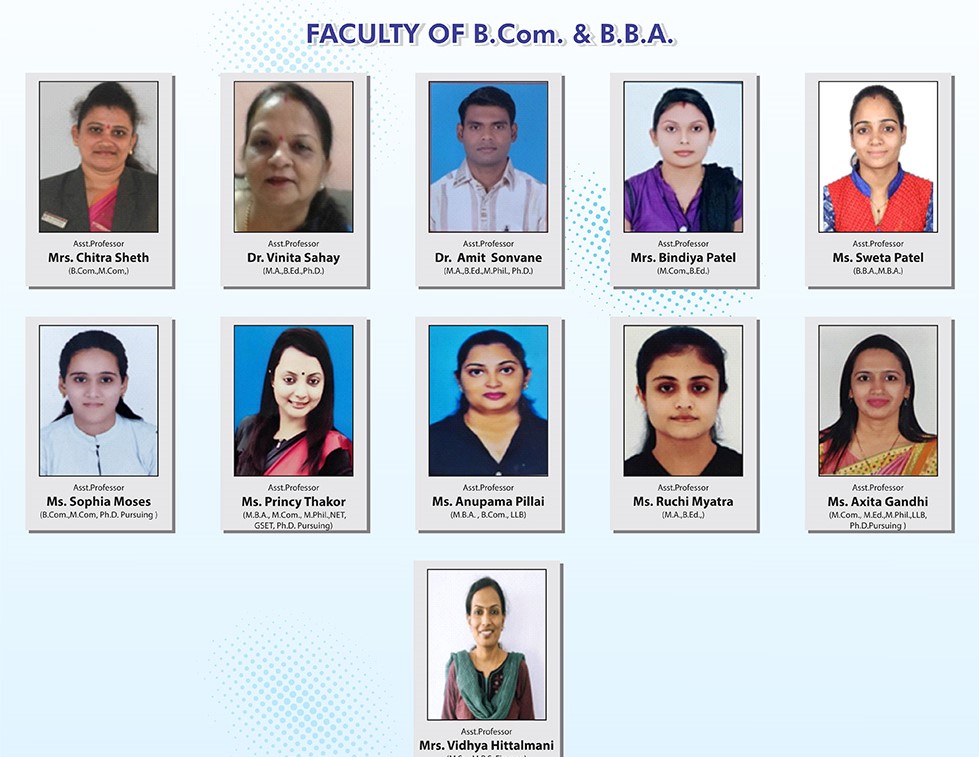 FACULTY OF B.Com. & B.B.A.
Asst.Professor
Mrs. Chitra Sheth
(B.Com.,M.Com,)
Asst.Professor
Dr. Vinita Sahay
(M.A.,B.Ed.,Ph.D.)
Asst.Professor
Dr. Amit Sonvane
(M.A.,B.Ed.,M.Phil., Ph.D.)
Asst.Professor
Mrs. Bindiya Patel
(M.Com.,B.Ed.)
Asst.Professor
Ms. Sweta Patel
(B.B.A.,M.B.A.)
Asst.Professor
Ms. Sophia Moses
(B.Com.,M.Com, Ph.D. Pursuing )
Asst.Professor
Ms. Princy Thakor
(M.B.A., M.Com., M.Phil.,NET,
GSET, Ph.D. Pursuing)
Asst.Professor
Ms. Anupama Pillai
(M.B.A. , B.Com., LLB)
Asst.Professor
Ms. Ruchi Myatra
(M.A.,B.Ed.,)
Asst.Professor
Ms. Axita Gandhi
(M.Com., M.Ed.,M.Phil.,LLB,
Ph.D.Pursuing )
Asst.Professor
Mrs. Vidhya Hittalmani